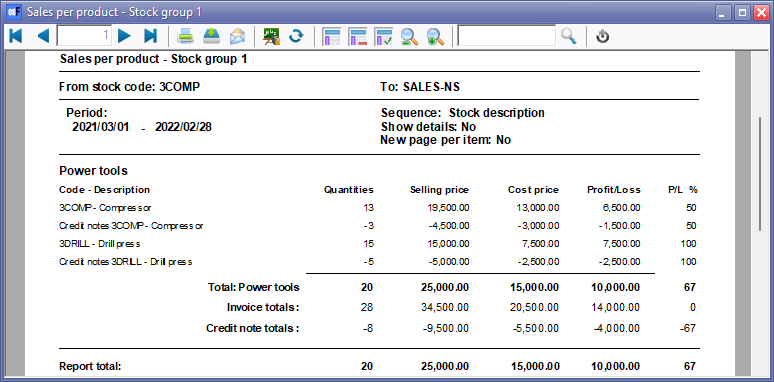 Sales per product - Stock group 1
1
Sales per product - Stock group 1
From stock code: 3COMP To: SALES-NS
Period: Sequence: Stock description
2021/03/01 - 2022/02/28 Show details: No
New page per item: No
Power tools
Code - Description Quantities Selling price Cost price Profit/Loss P/L %
3COMP - Compressor 13 19,500.00 13,000.00 6,500.00 50
Credit notes 3COMP - Compressor -3 -4,500.00 -3,000.00 -1,500.00 50
3DRILL - Drill press 15 15,000.00 7,500.00 7,500.00 100
Credit notes 3DRILL - Drill press -5 -5,000.00 -2,500.00 -2,500.00 100
Total: Power tools 20 25,000.00 15,000.00 10,000.00 67
Invoice totals: 28 34,500.00 20,500.00 14,000.00 0
Credit note totals: -8 -9,500.00 -5,500.00 -4,000.00 -67
Report total: 20 25,000.00 15,000.00 10,000.00 67